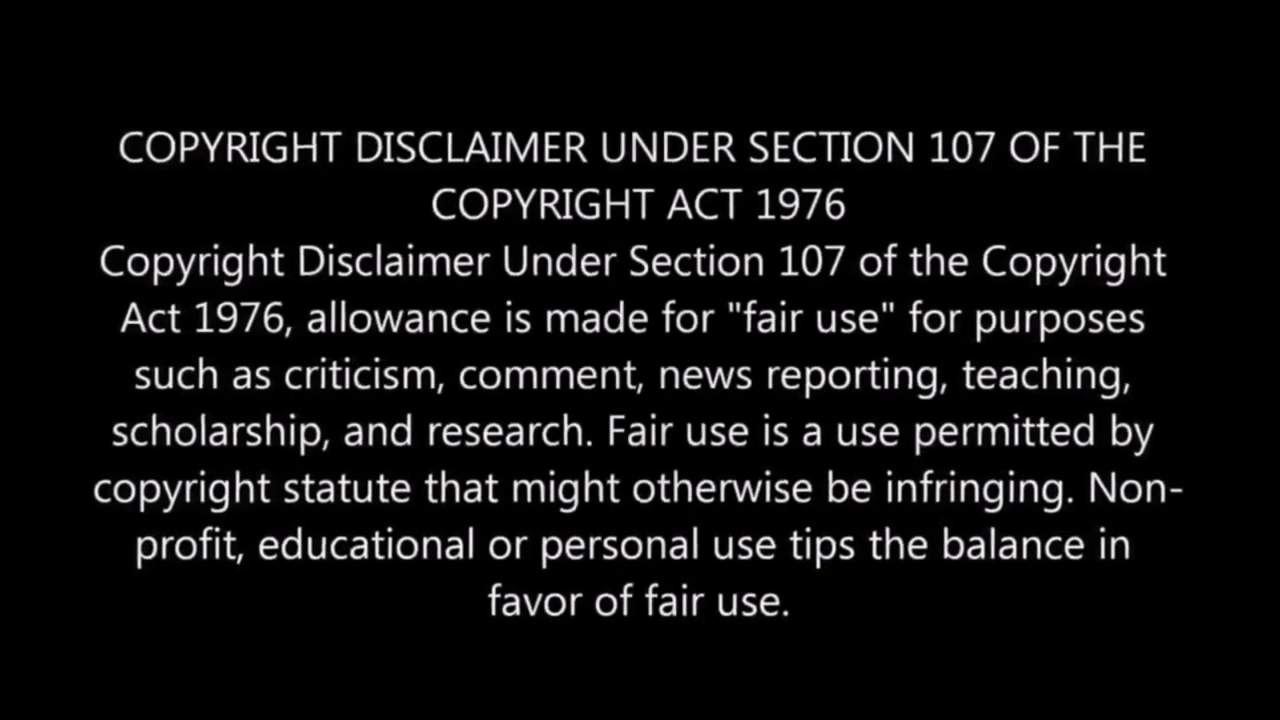 COPYRIGHT DISCLAIMER UNDER SECTION 107 OF THE
COPYRIGHT ACT 1976
Copyright Disclaimer Under Section 107 of the Copyright
Act 1976, allowance is made for "fair use" for purposes
such as criticism, comment, news reporting, teaching,
scholarship, and research. Fair use is a use permitted by
copyright statute that might otherwise be infringing. Non-
profit, educational or personal use tips the balance in
favor of fair use.